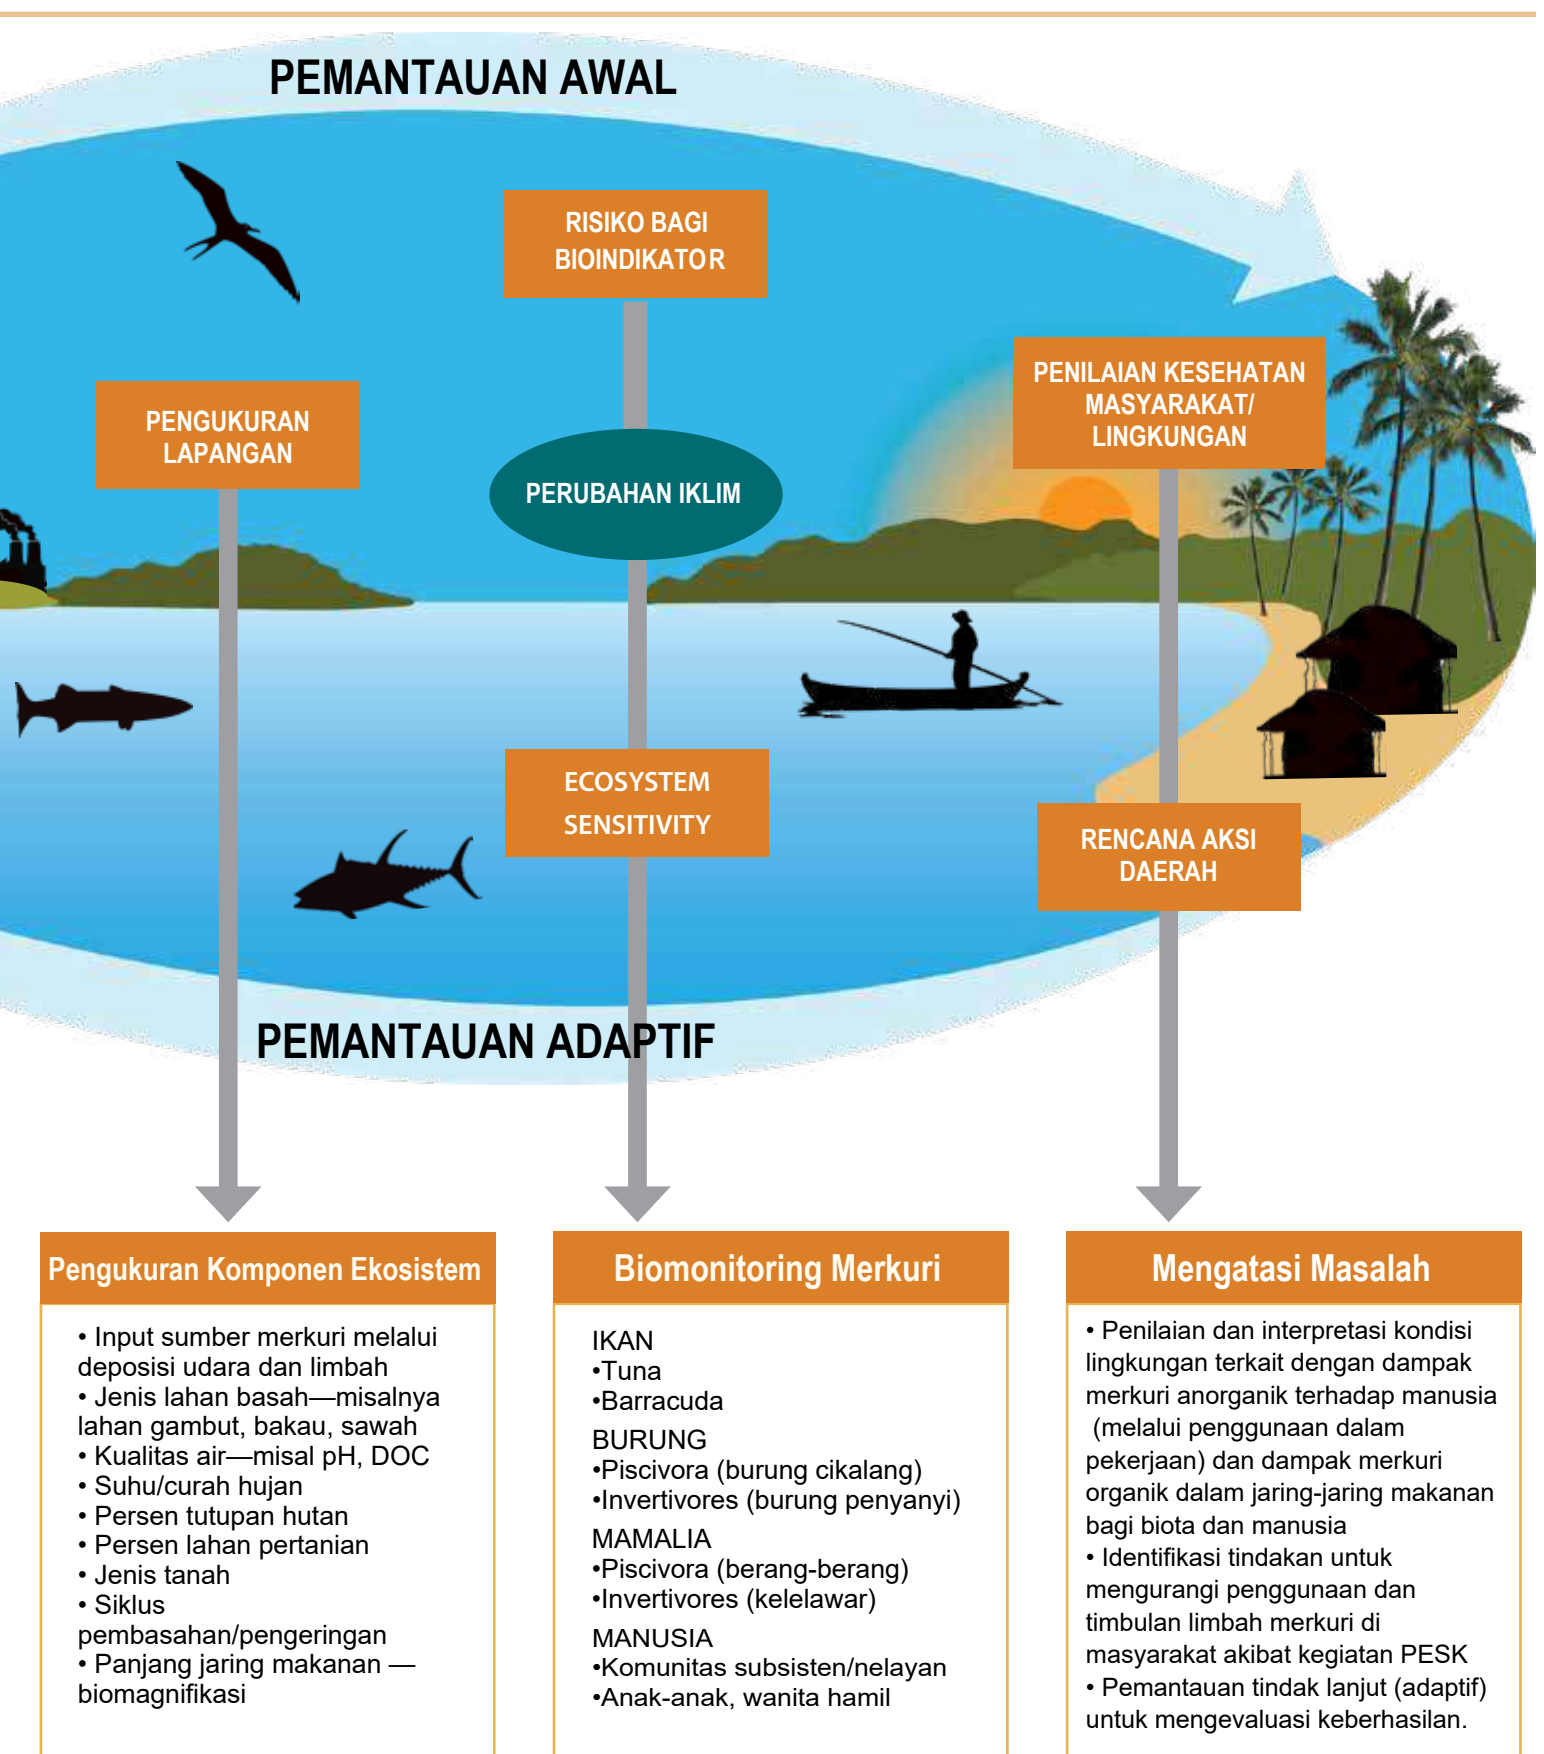 PEMANTAUAN AWAL
RISIKO BAGI
BIOINDIKATOR
PENILAIAN KESEHATAN
MASYARAKAT/
LINGKUNGAN
PENGUKURAN
LAPANGAN
PERUBAHAN IKLIM
ECOSYSTEM
SENSITIVITY
RENCANA AKSI
DAERAH
PEMANTAUAN ADAPTIF
Pengukuran Komponen Ekosistem
• Input sumber merkuri melalui
deposisi udara dan limbah
• Jenis lahan basah—misalnya
lahan gambut, bakau, sawah
• Kualitas air—misal pH, DOC
• Suhu/curah hujan
• Persen tutupan hutan
• Persen lahan pertanian
• Jenis tanah
• Siklus
pembasahan/pengeringan
• Panjang jaring makanan —
biomagnifikasi
Biomonitoring Merkuri
IKAN
•Tuna
•Barracuda
BURUNG
•Piscivora (burung cikalang)
•Invertivores (burung penyanyi)
MAMALIA
•Piscivora (berang-berang)
•Invertivores (kelelawar)
MANUSIA
•Komunitas subsisten/nelayan
•Anak-anak, wanita hamil
Mengatasi Masalah
• Penilaian dan interpretasi kondisi
lingkungan terkait dengan dampak
merkuri anorganik terhadap manusia
(melalui penggunaan dalam
pekerjaan) dan dampak merkuri
organik dalam jaring-jaring makanan
bagi biota dan manusia
• Identifikasi tindakan untuk
mengurangi penggunaan dan
timbulan limbah merkuri di
masyarakat akibat kegiatan PESK
• Pemantauan tindak lanjut (adaptif)
untuk mengevaluasi keberhasilan.